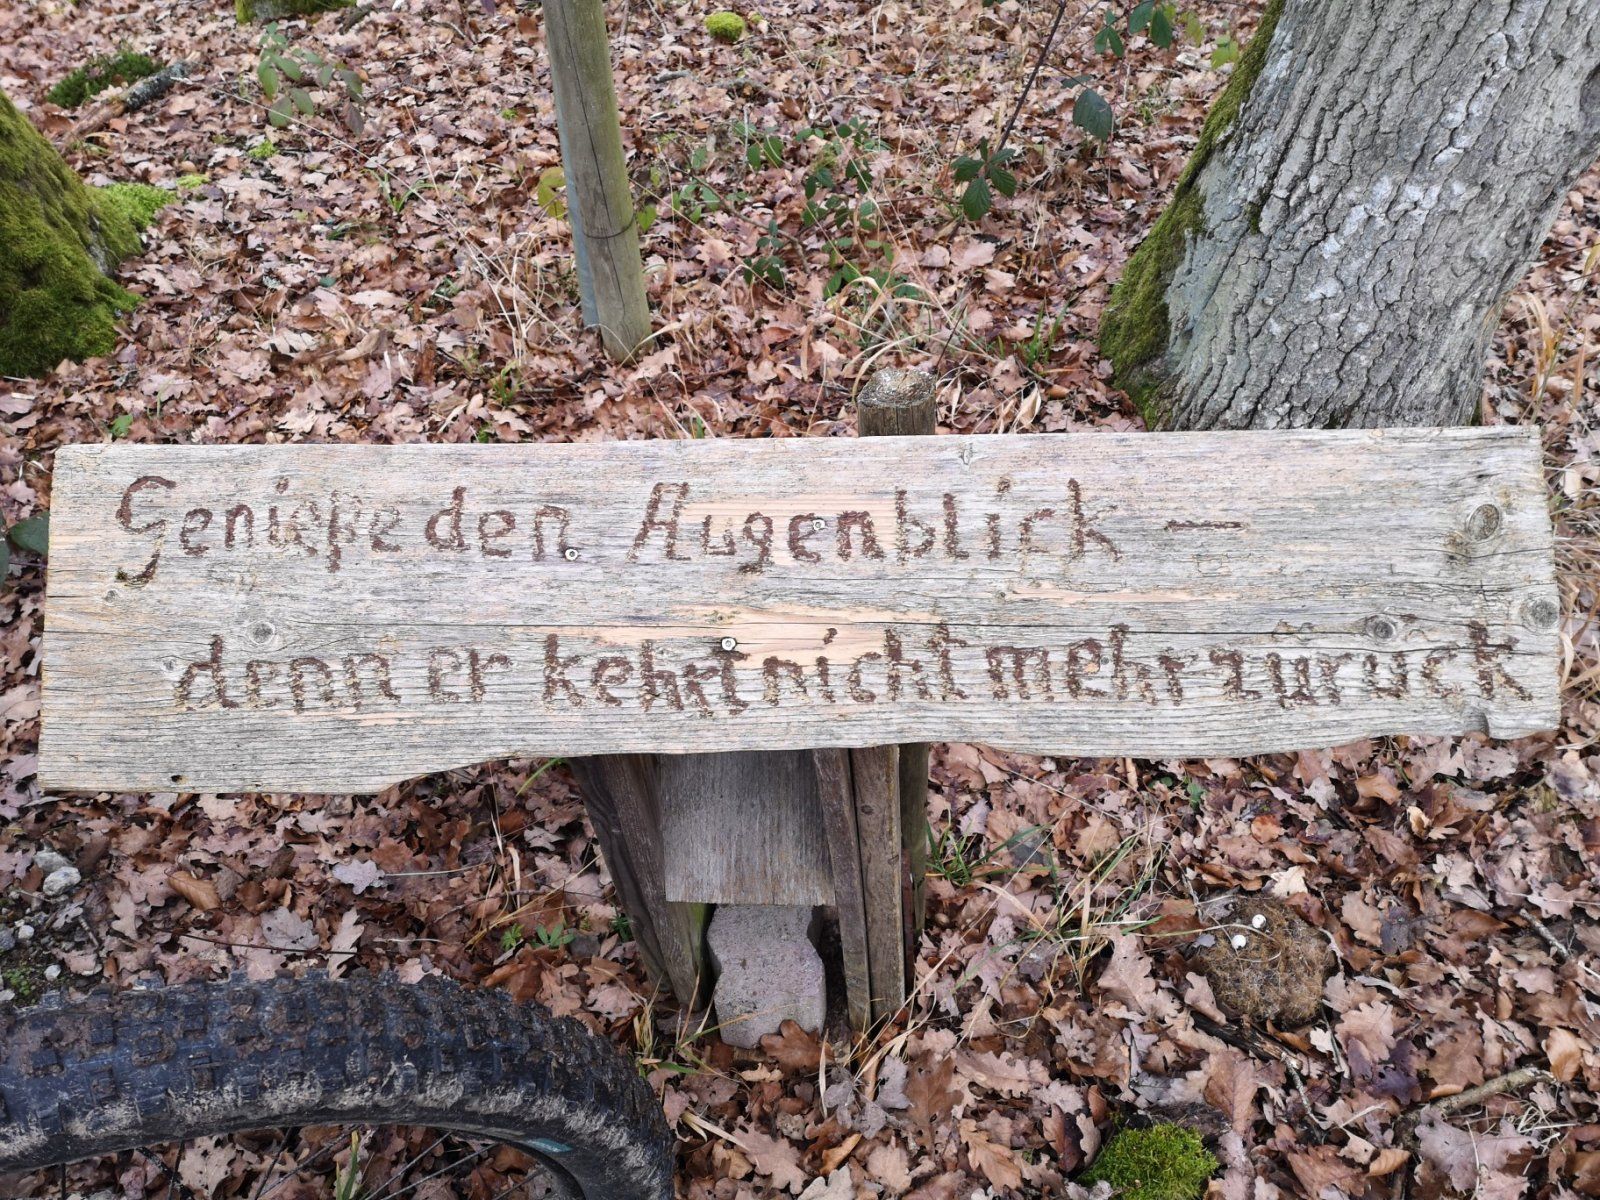 Genieße den Augenblick –
denn er kehrt nicht mehr zurück